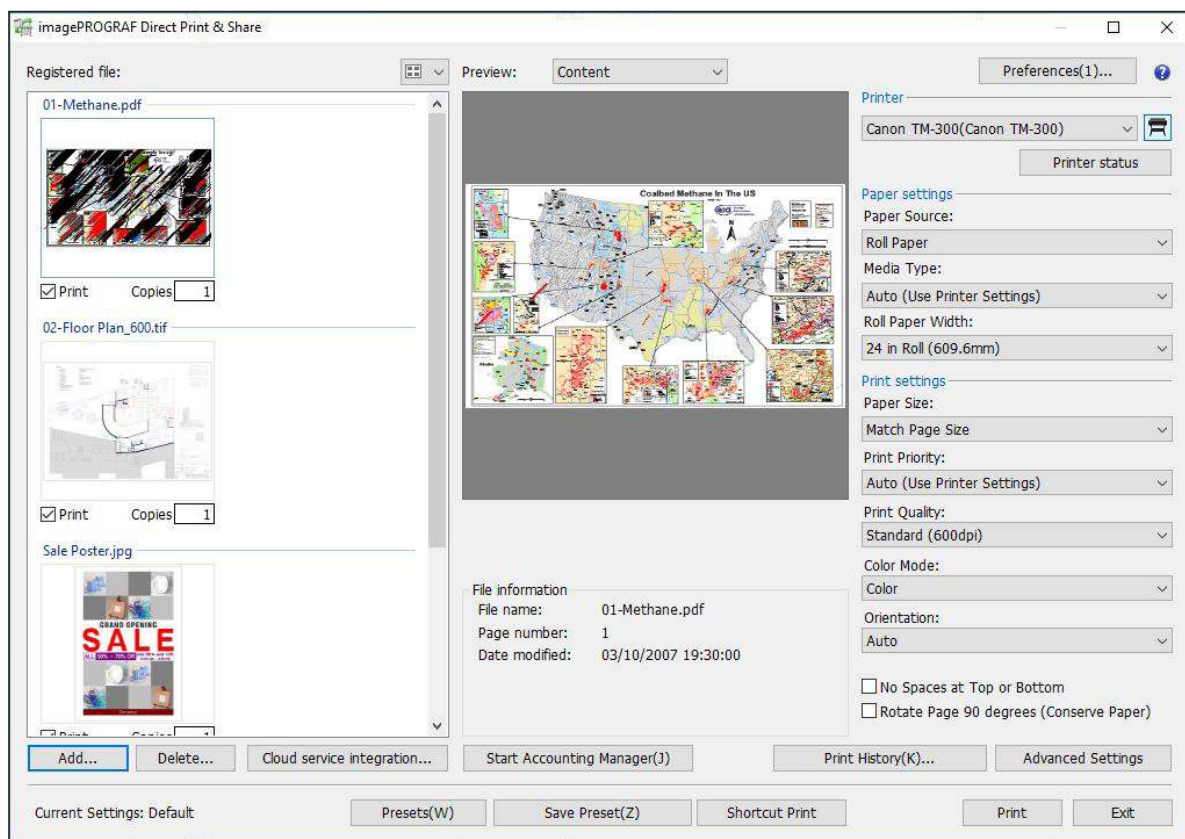 imagePROGRAF Direct Print & Share
Registered file:
01-Methane.pdf
Print Copies 1
02-Floor Plan_600.tif
Print Copies 1
Sale Poster.jpg
GRAND OPENING
SALE
Print Copies 1
Add...
Delete...
Cloud service integration...
Preview: Content
Coalbed Methane In The US
eia
N
Alaska
File information
File name: 01-Methane.pdf
Page number: 1
Date modified: 03/10/2007 19:30:00
Start Accounting Manager(J)
Preferences(1)...
Printer
Canon TM-300(Canon TM-300)
Printer status
Paper settings
Paper Source:
Roll Paper
Media Type:
Auto (Use Printer Settings)
Roll Paper Width:
24 in Roll (609.6mm)
Print settings
Paper Size:
Match Page Size
Print Priority:
Auto (Use Printer Settings)
Print Quality:
Standard (600dpi)
Color Mode:
Color
Orientation:
Auto
No Spaces at Top or Bottom
Rotate Page 90 degrees (Conserve Paper)
Print History(K)...
Advanced Settings
Current Settings: Default
Presets(W)
Save Preset(Z)
Shortcut Print
Print
Exit